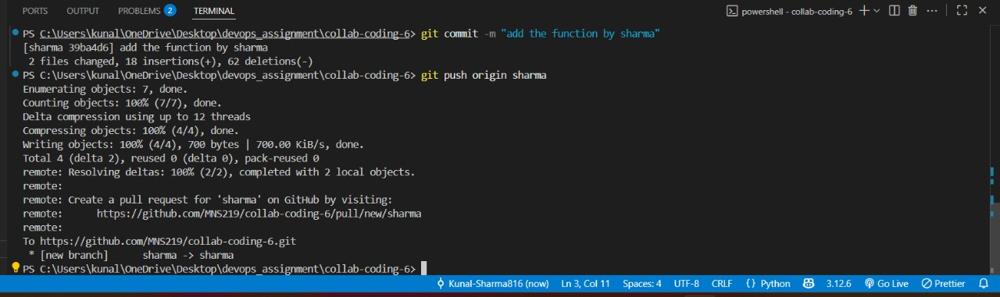 PORTS OUTPUT PROBLEMS 2 TERMINAL powershell - collab-coding-6
PS C:\Users\kunal\OneDrive\Desktop\devops_assignment\collab-coding-6> git commit -m "add the function by sharma"
[sharma 39ba4d6] add the function by sharma
2 files changed, 18 insertions(+), 62 deletions(-)
PS C:\Users\kunal\OneDrive\Desktop\devops_assignment\collab-coding-6> git push origin sharma
Enumerating objects: 7, done.
Counting objects: 100% (7/7), done.
Delta compression using up to 12 threads
Compressing objects: 100% (4/4), done.
Writing objects: 100% (4/4), 700 bytes | 700.00 KiB/s, done.
Total 4 (delta 2), reused 0 (delta 0), pack-reused 0
remote: Resolving deltas: 100% (2/2), completed with 2 local objects.
remote:
remote: Create a pull request for 'sharma' on GitHub by visiting:
remote:      https://github.com/MNS219/collab-coding-6/pull/new/sharma
remote:
To https://github.com/MNS219/collab-coding-6.git
* [new branch]      sharma -> sharma
PS C:\Users\kunal\OneDrive\Desktop\devops_assignment\collab-coding-6>
Kunal-Sharma816 (now) Ln 3, Col 11 Spaces: 4 UTF-8 CRLF {} Python 3.12.6 Go Live Prettier